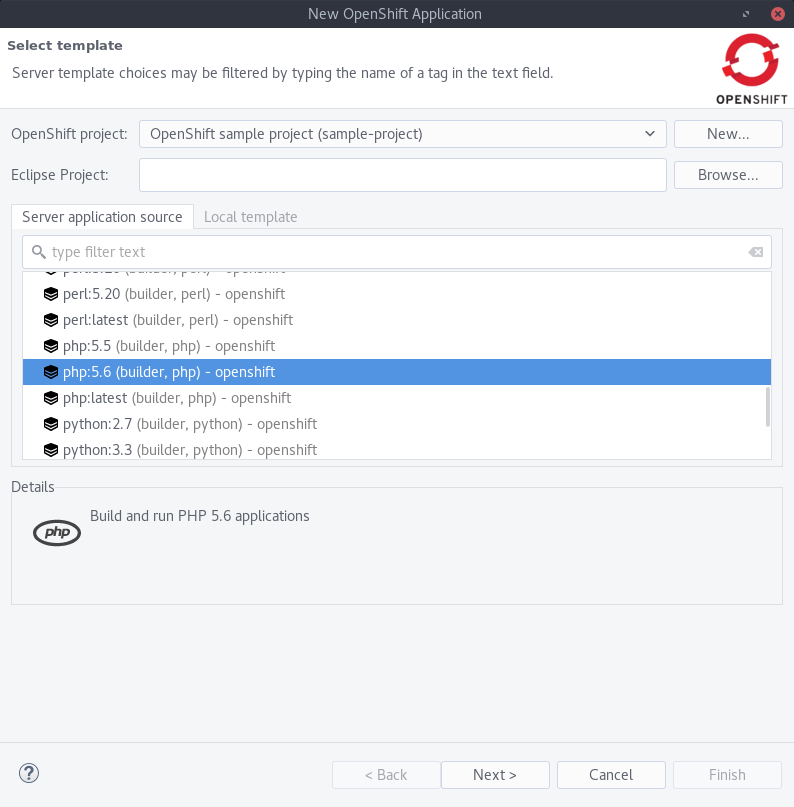 New OpenShift Application
Select template
Server template choices may be filtered by typing the name of a tag in the text field.
OPENSHIFT
OpenShift project: OpenShift sample project (sample-project) New...
Eclipse Project: Browse...
Server application source Local template
type filter text
perl:5.20 (builder, perl) - openshift
perl:latest (builder, perl) - openshift
php:5.5 (builder, php) - openshift
php:5.6 (builder, php) - openshift
php:latest (builder, php) - openshift
python:2.7 (builder, python) - openshift
python:3.3 (builder, python) - openshift
Details
php Build and run PHP 5.6 applications
? < Back Next > Cancel Finish